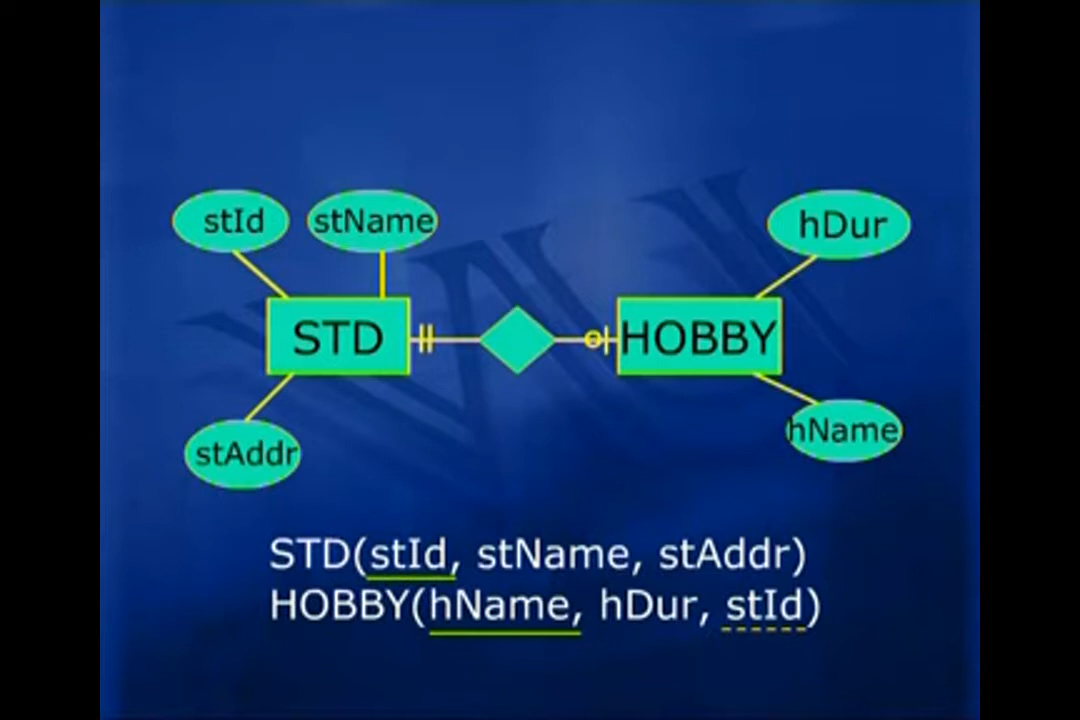 stId
stName
hDur
STD
HOBBY
hName
stAddr
STD(stId, stName, stAddr)
HOBBY(hName, hDur, stId)